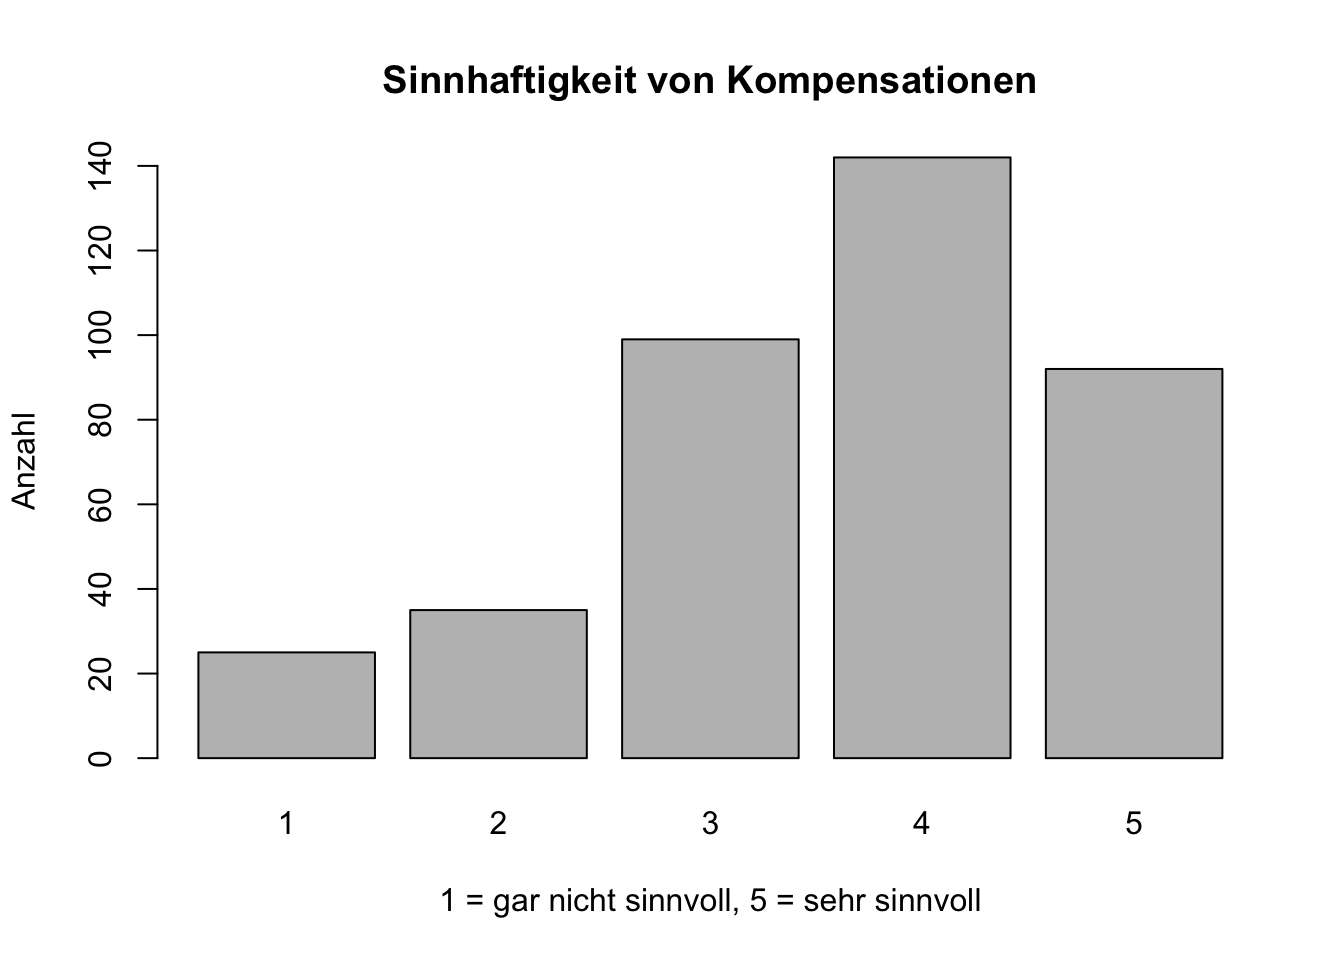 Sinnhaftigkeit von Kompensationen
Anzahl
140
120
100
80
60
40
20
0
1 2 3 4 5
1 = gar nicht sinnvoll, 5 = sehr sinnvoll